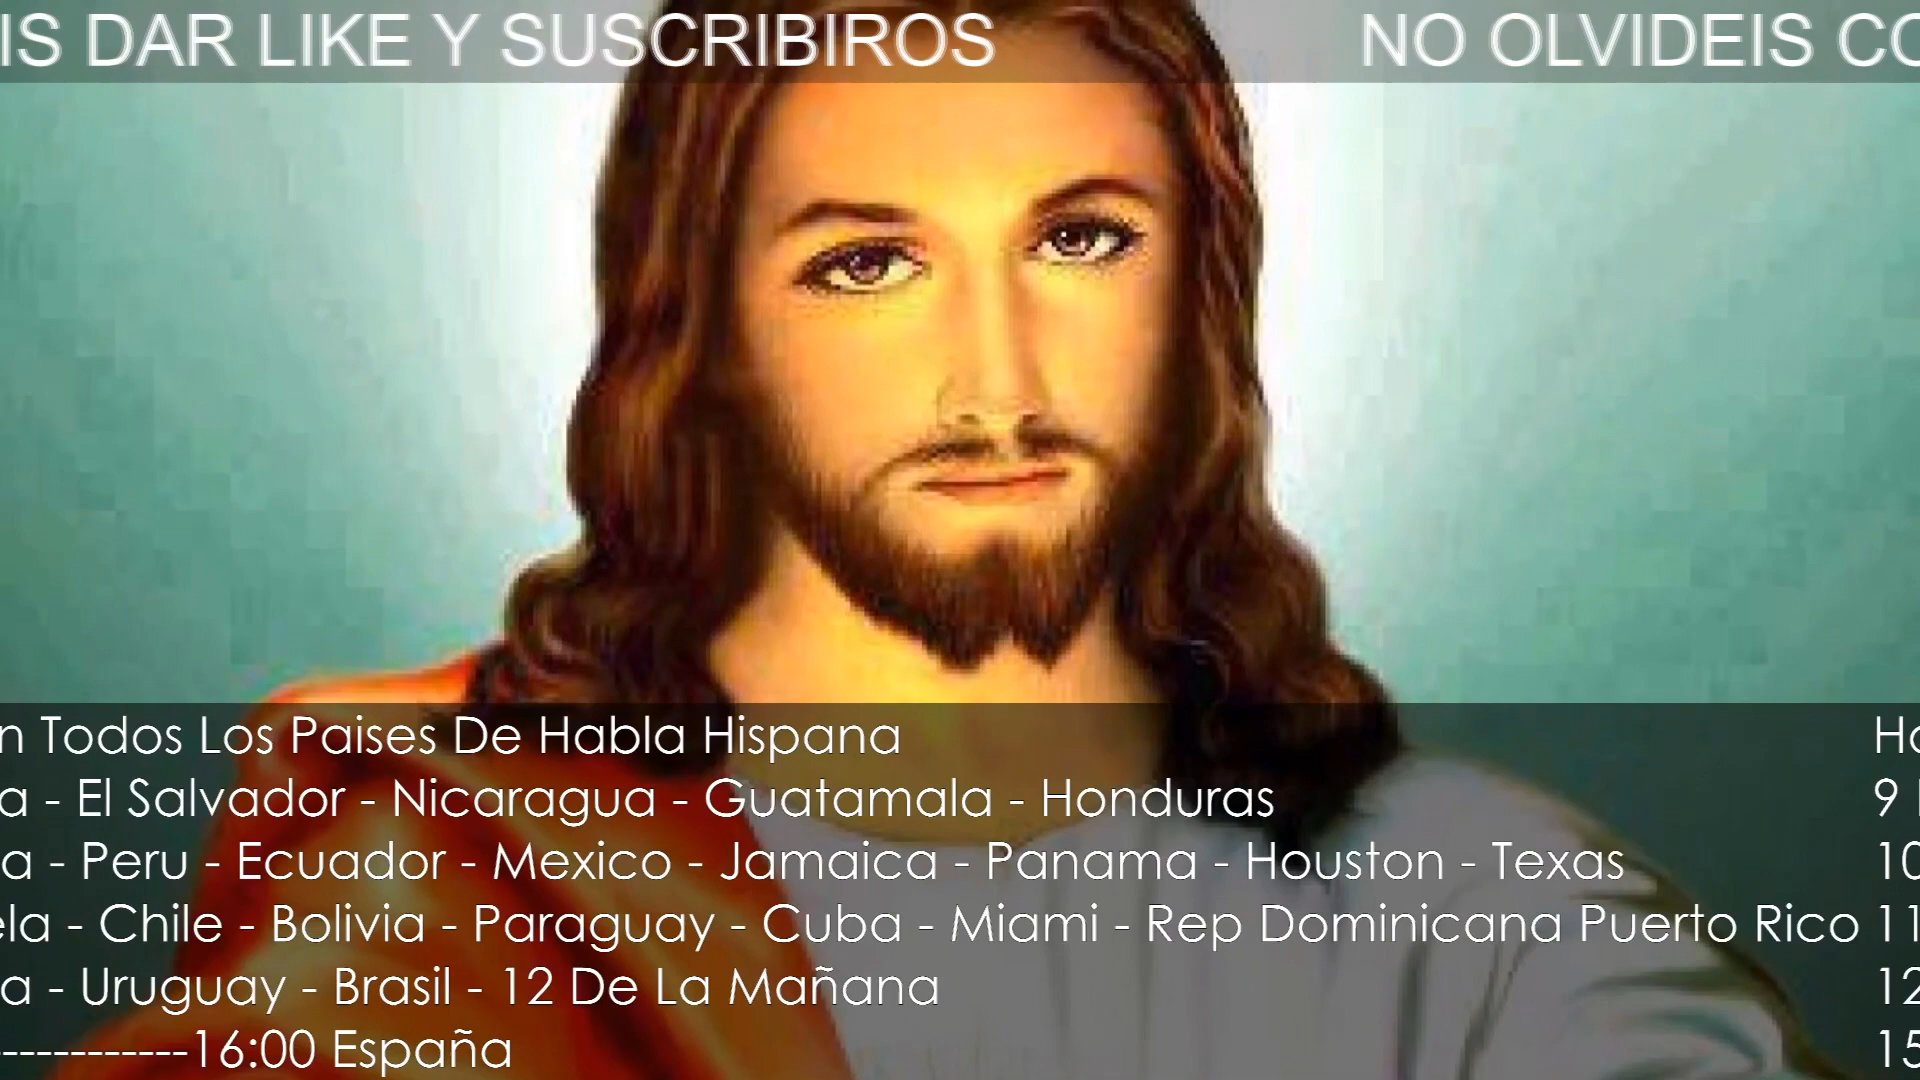 IS DAR LIKE Y SUSCRIBIROS NO OLVIDEIS CO
n Todos Los Paises De Habla Hispana Ho
a - El Salvador - Nicaragua - Guatamala - Honduras 9
a - Peru - Ecuador - Mexico - Jamaica - Panama - Houston - Texas 10
ela - Chile - Bolivia - Paraguay - Cuba - Miami - Rep Dominicana Puerto Rico 11
a - Uruguay - Brasil - 12 De La Mañana 12
------------16:00 España 15